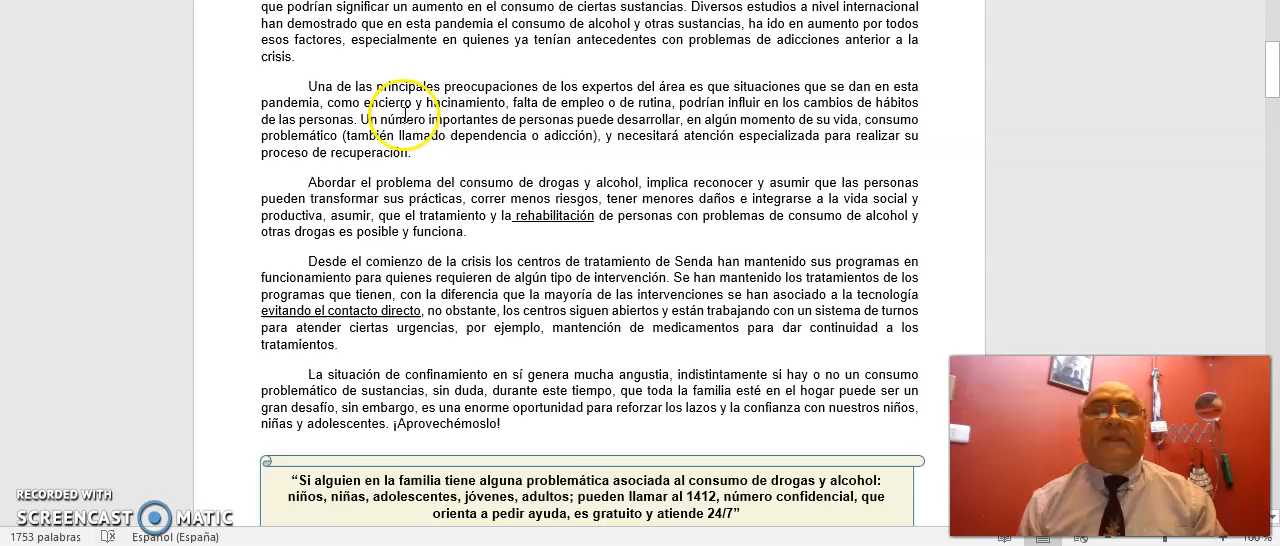 que podrían significar un aumento en el consumo de ciertas sustancias. Diversos estudios a nivel internacional
han demostrado que en esta pandemia el consumo de alcohol y otras sustancias, ha ido en aumento por todos
esos factores, especialmente en quienes ya tenían antecedentes con problemas de adicciones anterior a la
crisis.
Una de las principales preocupaciones de los expertos del área es que situaciones que se dan en esta
pandemia, como encierro y hacinamiento, falta de empleo o de rutina, podrían influir en los cambios de hábitos
de las personas. Un número importantes de personas puede desarrollar, en algún momento de su vida, consumo
problemático (también llamado dependencia o adicción), y necesitará atención especializada para realizar su
proceso de recuperación.
Abordar el problema del consumo de drogas y alcohol, implica reconocer y asumir que las personas
pueden transformar sus prácticas, correr menos riesgos, tener menores daños e integrarse a la vida social y
productiva, asumir, que el tratamiento y la rehabilitación de personas con problemas de consumo de alcohol y
otras drogas es posible y funciona.
Desde el comienzo de la crisis los centros de tratamiento de Senda han mantenido sus programas en
funcionamiento para quienes requieren de algún tipo de intervención. Se han mantenido los tratamientos de los
programas que tienen, con la diferencia que la mayoría de las intervenciones se han asociado a la tecnología
evitando el contacto directo, no obstante, los centros siguen abiertos y están trabajando con un sistema de turnos
para atender ciertas urgencias, por ejemplo, mantención de medicamentos para dar continuidad a los
tratamientos.
La situación de confinamiento en sí genera mucha angustia, indistintamente si hay o no un consumo
problemático de sustancias, sin duda, durante este tiempo, que toda la familia esté en el hogar puede ser un
gran desafío, sin embargo, es una enorme oportunidad para reforzar los lazos y la confianza con nuestros niños,
niñas y adolescentes. ¡Aprovechémoslo!
“Si alguien en la familia tiene alguna problemática asociada al consumo de drogas y alcohol:
niños, niñas, adolescentes, jóvenes, adultos; pueden llamar al 1412, número confidencial, que
orienta a pedir ayuda, es gratuito y atiende 24/7”
RECORDED WITH
SCREENCAST MATIC
1753 palabras Español (España) 100 %